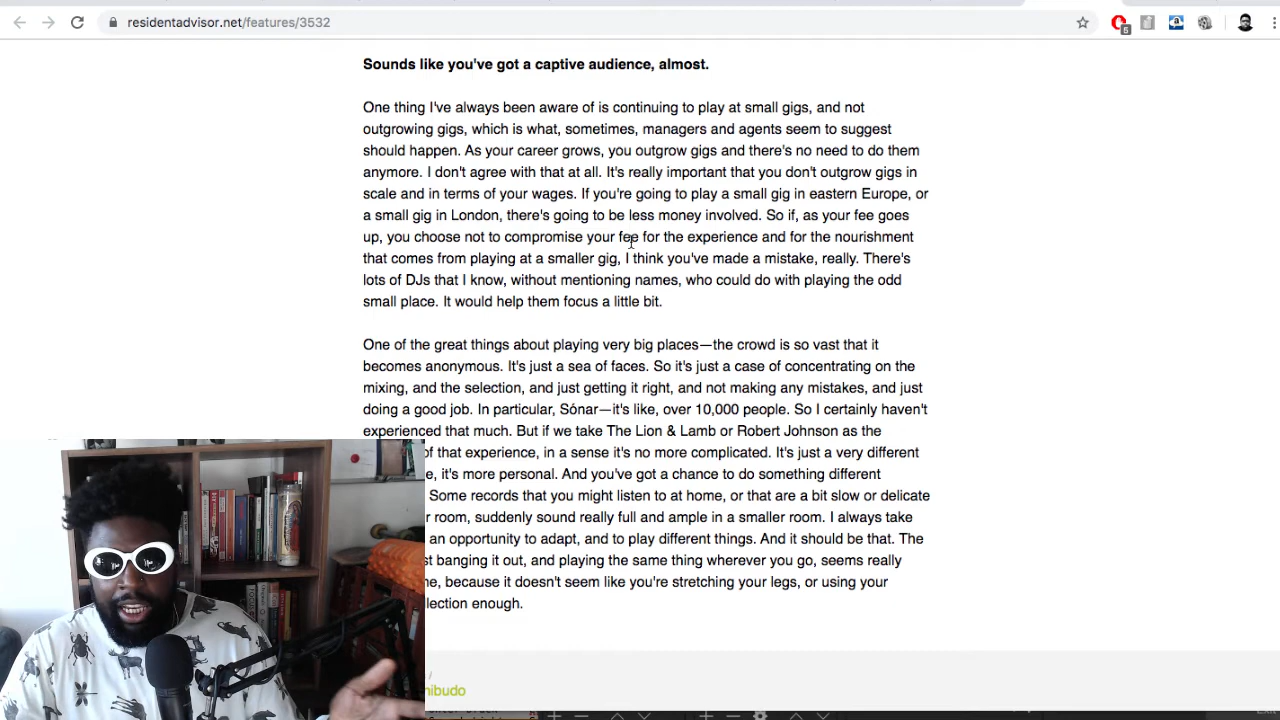 residentadvisor.net/features/3532
5
Sounds like you've got a captive audience, almost.
One thing I've always been aware of is continuing to play at small gigs, and not
outgrowing gigs, which is what, sometimes, managers and agents seem to suggest
should happen. As your career grows, you outgrow gigs and there's no need to do them
anymore. I don't agree with that at all. It's really important that you don't outgrow gigs in
scale and in terms of your wages. If you're going to play a small gig in eastern Europe, or
a small gig in London, there's going to be less money involved. So if, as your fee goes
up, you choose not to compromise your fee for the experience and for the nourishment
that comes from playing at a smaller gig, I think you've made a mistake, really. There's
lots of DJs that I know, without mentioning names, who could do with playing the odd
small place. It would help them focus a little bit.
One of the great things about playing very big places—the crowd is so vast that it
becomes anonymous. It's just a sea of faces. So it's just a case of concentrating on the
mixing, and the selection, and just getting it right, and not making any mistakes, and just
doing a good job. In particular, Sónar—it's like, over 10,000 people. So I certainly haven't
experienced that much. But if we take The Lion & Lamb or Robert Johnson as the
of that experience, in a sense it's no more complicated. It's just a very different
e, it's more personal. And you've got a chance to do something different
Some records that you might listen to at home, or that are a bit slow or delicate
r room, suddenly sound really full and ample in a smaller room. I always take
an opportunity to adapt, and to play different things. And it should be that. The
st banging it out, and playing the same thing wherever you go, seems really
ne, because it doesn't seem like you're stretching your legs, or using your
lection enough.
nibudo